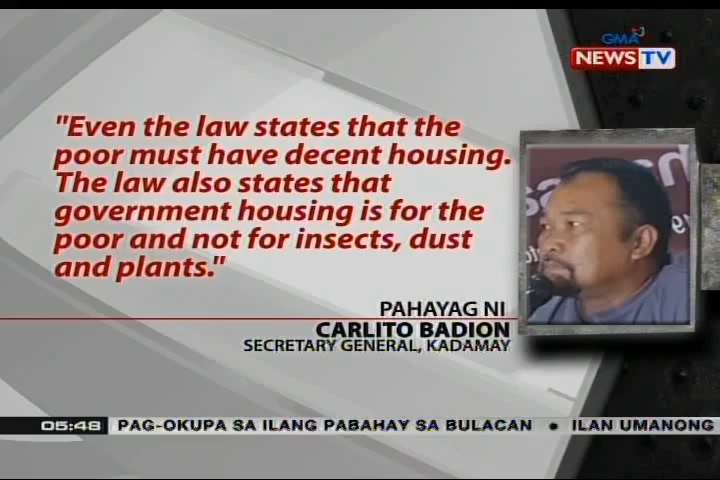 GMA
NEWS TV
"Even the law states that the
poor must have decent housing.
The law also states that
government housing is for the
poor and not for insects, dust
and plants."
PAHAYAG NI
CARLITO BADION
SECRETARY GENERAL, KADAMAY
05:48 PAG-OKUPA SA ILANG PABAHAY SA BULACAN ● ILAN UMANONG